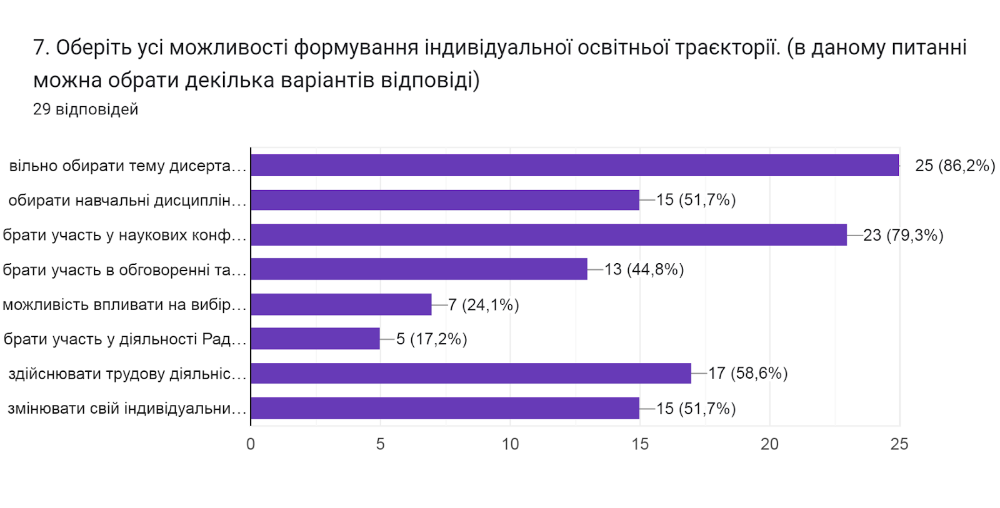 7. Оберіть усі можливості формування індивідуальної освітньої траєкторії. (в даному питанні
можна обрати декілька варіантів відповіді)
29 відповідей
вільно обирати тему дисерта… 25 (86,2%)
обирати навчальні дисциплін… 15 (51,7%)
брати участь у наукових конф… 23 (79,3%)
брати участь в обговоренні та… 13 (44,8%)
можливість впливати на вибір… 7 (24,1%)
брати участь у діяльності Рад… 5 (17,2%)
здійснювати трудову діяльніс… 17 (58,6%)
змінювати свій індивідуальни… 15 (51,7%)
0 5 10 15 20 25